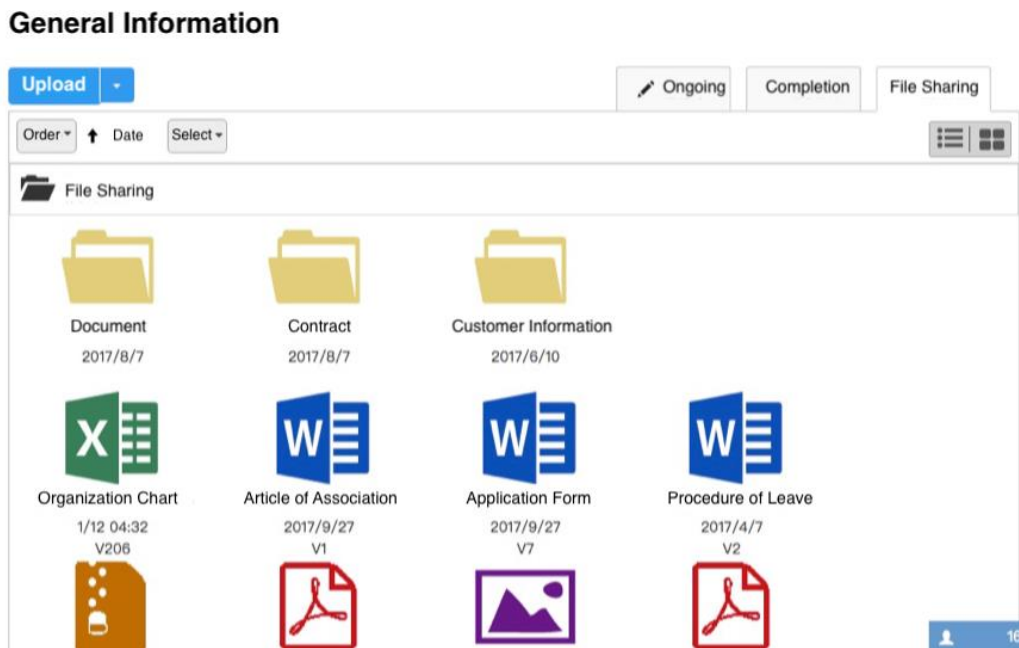 General Information
Upload
Ongoing
Completion
File Sharing
Order
Date
Select
File Sharing
Document
Contract
Customer Information
2017/8/7
2017/8/7
2017/6/10
X
W
W
W
Organization Chart
Article of Association
Application Form
Procedure of Leave
1/12 04:32
2017/9/27
2017/9/27
2017/4/7
V206
V1
V7
V2
16